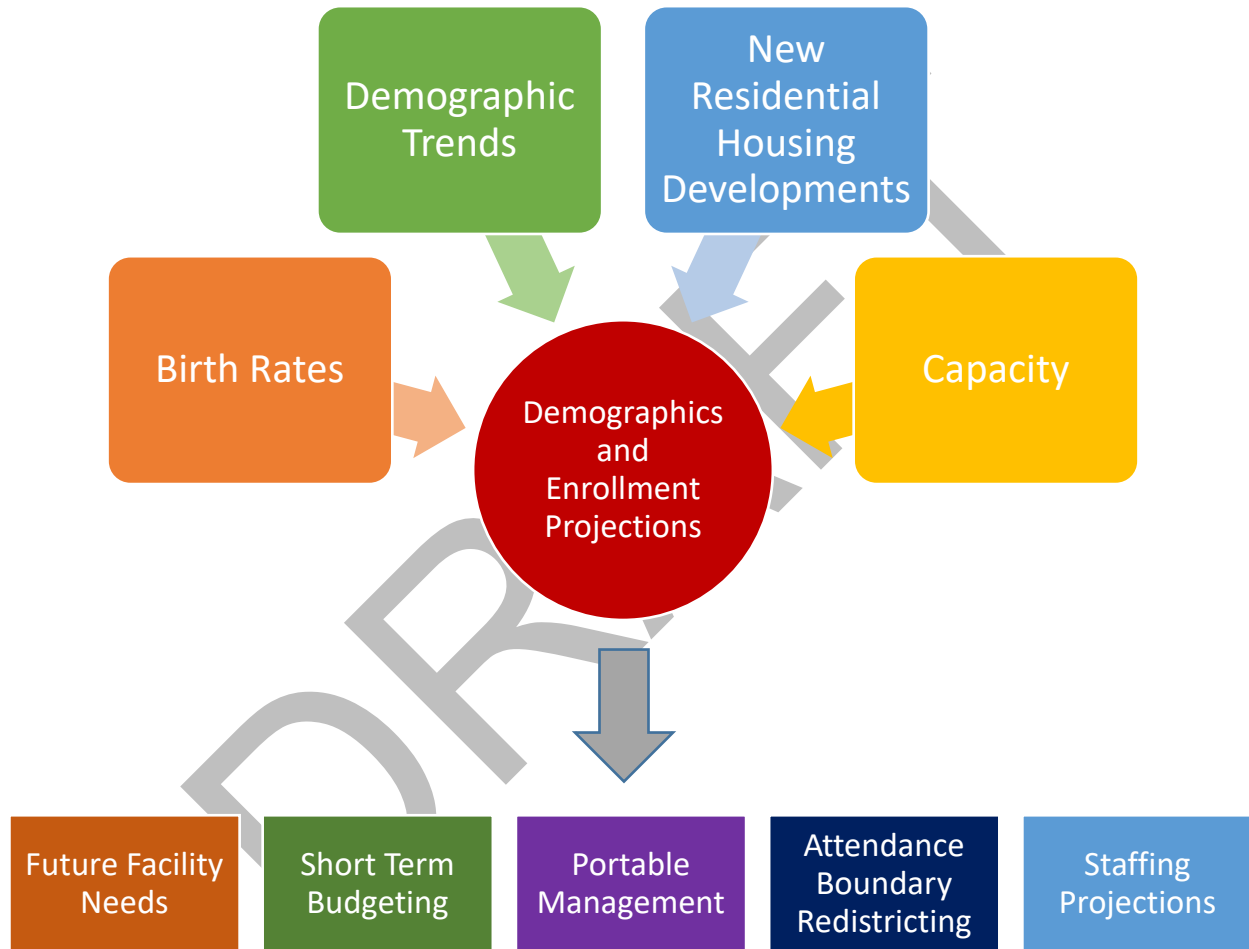 Demographic
Trends
New
Residential
Housing
Developments
Birth Rates
Capacity
Demographics
and
Enrollment
Projections
DRAFT
Future Facility
Needs
Short Term
Budgeting
Portable
Management
Attendance
Boundary
Redistricting
Staffing
Projections